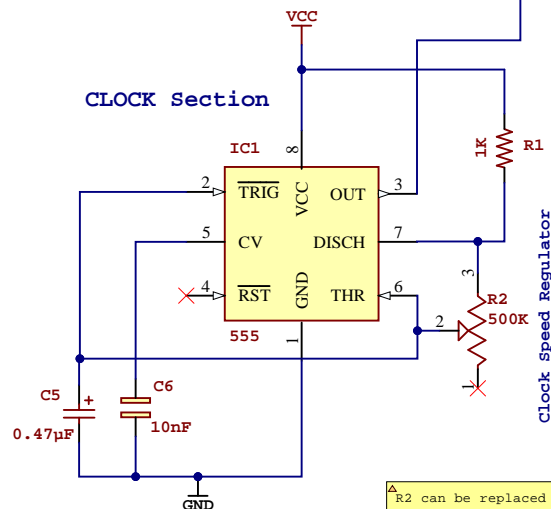 VCC
CLOCK Section
IC1
8
1K
R1
2
TRIG
VCC
OUT
3
5
CV
DISCH
7
4
RST
GND
THR
6
3
R2
500K
2
1
555
1
Clock Speed Regulator
C5
+
0.47µF
C6
10nF
GND
R2 can be replaced